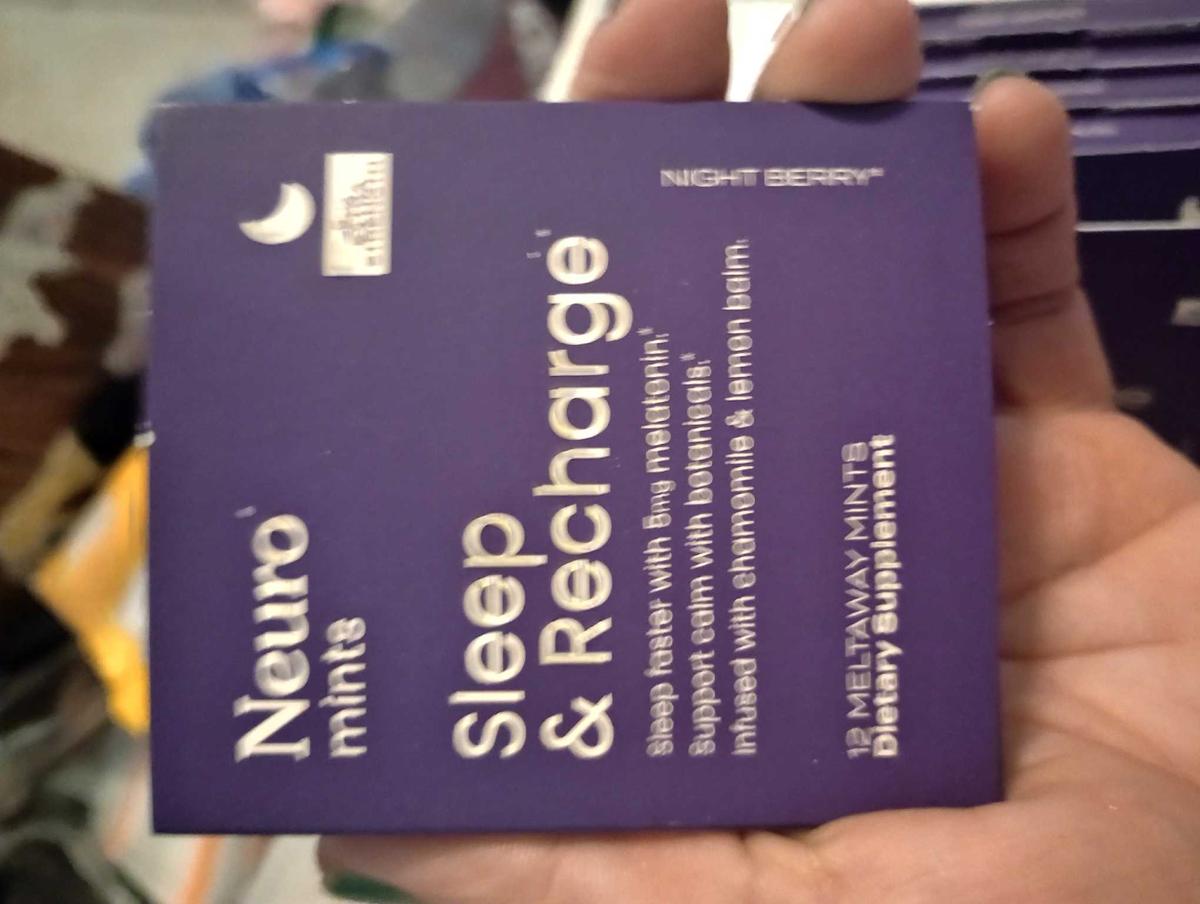 Neuro
mints
Sleep
& Recharge
Sleep faster with 5mg melatonin.*
Support calm with botanicals.*
Infused with chamomile & lemon balm.
12 MELTAWAY MINTS
Dietary Supplement
NIGHT BERRY